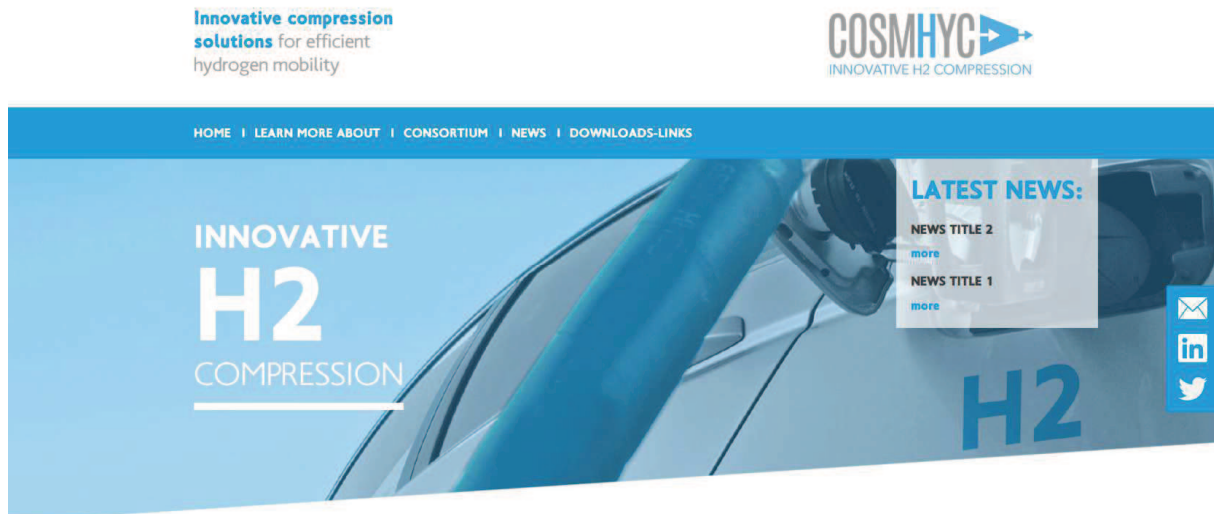 Innovative compression
solutions for efficient
hydrogen mobility
COSMHYC
INNOVATIVE H2 COMPRESSION
HOME I LEARN MORE ABOUT I CONSORTIUM I NEWS I DOWNLOADS-LINKS
INNOVATIVE
H2
COMPRESSION
LATEST NEWS:
NEWS TITLE 2
more
NEWS TITLE 1
more
in
H2